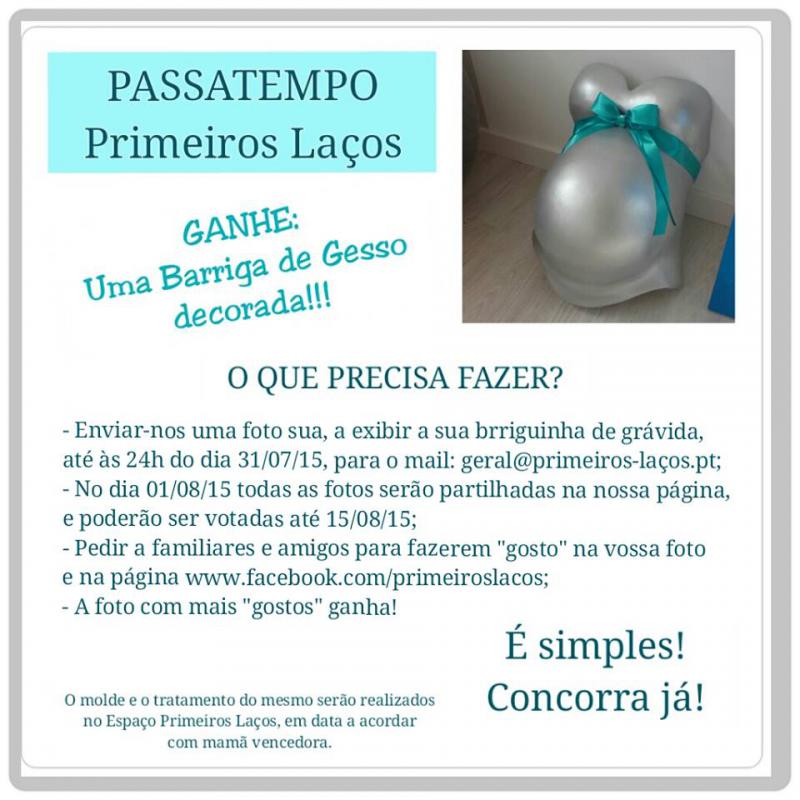 PASSATEMPO
Primeiros Laços
GANHE:
Uma Barriga de Gesso
decorada!!!
O QUE PRECISA FAZER?
- Enviar-nos uma foto sua, a exibir a sua brriguinha de grávida,
até às 24h do dia 31/07/15, para o mail: geral@primeiros-laços.pt;
- No dia 01/08/15 todas as fotos serão partilhadas na nossa página,
e poderão ser votadas até 15/08/15;
- Pedir a familiares e amigos para fazerem "gosto" na vossa foto
e na página www.facebook.com/primeiroslacos;
- A foto com mais "gostos" ganha!
É simples!
Concorra já!
O molde e o tratamento do mesmo serão realizados
no Espaço Primeiros Laços, em data a acordar
com mamã vencedora.